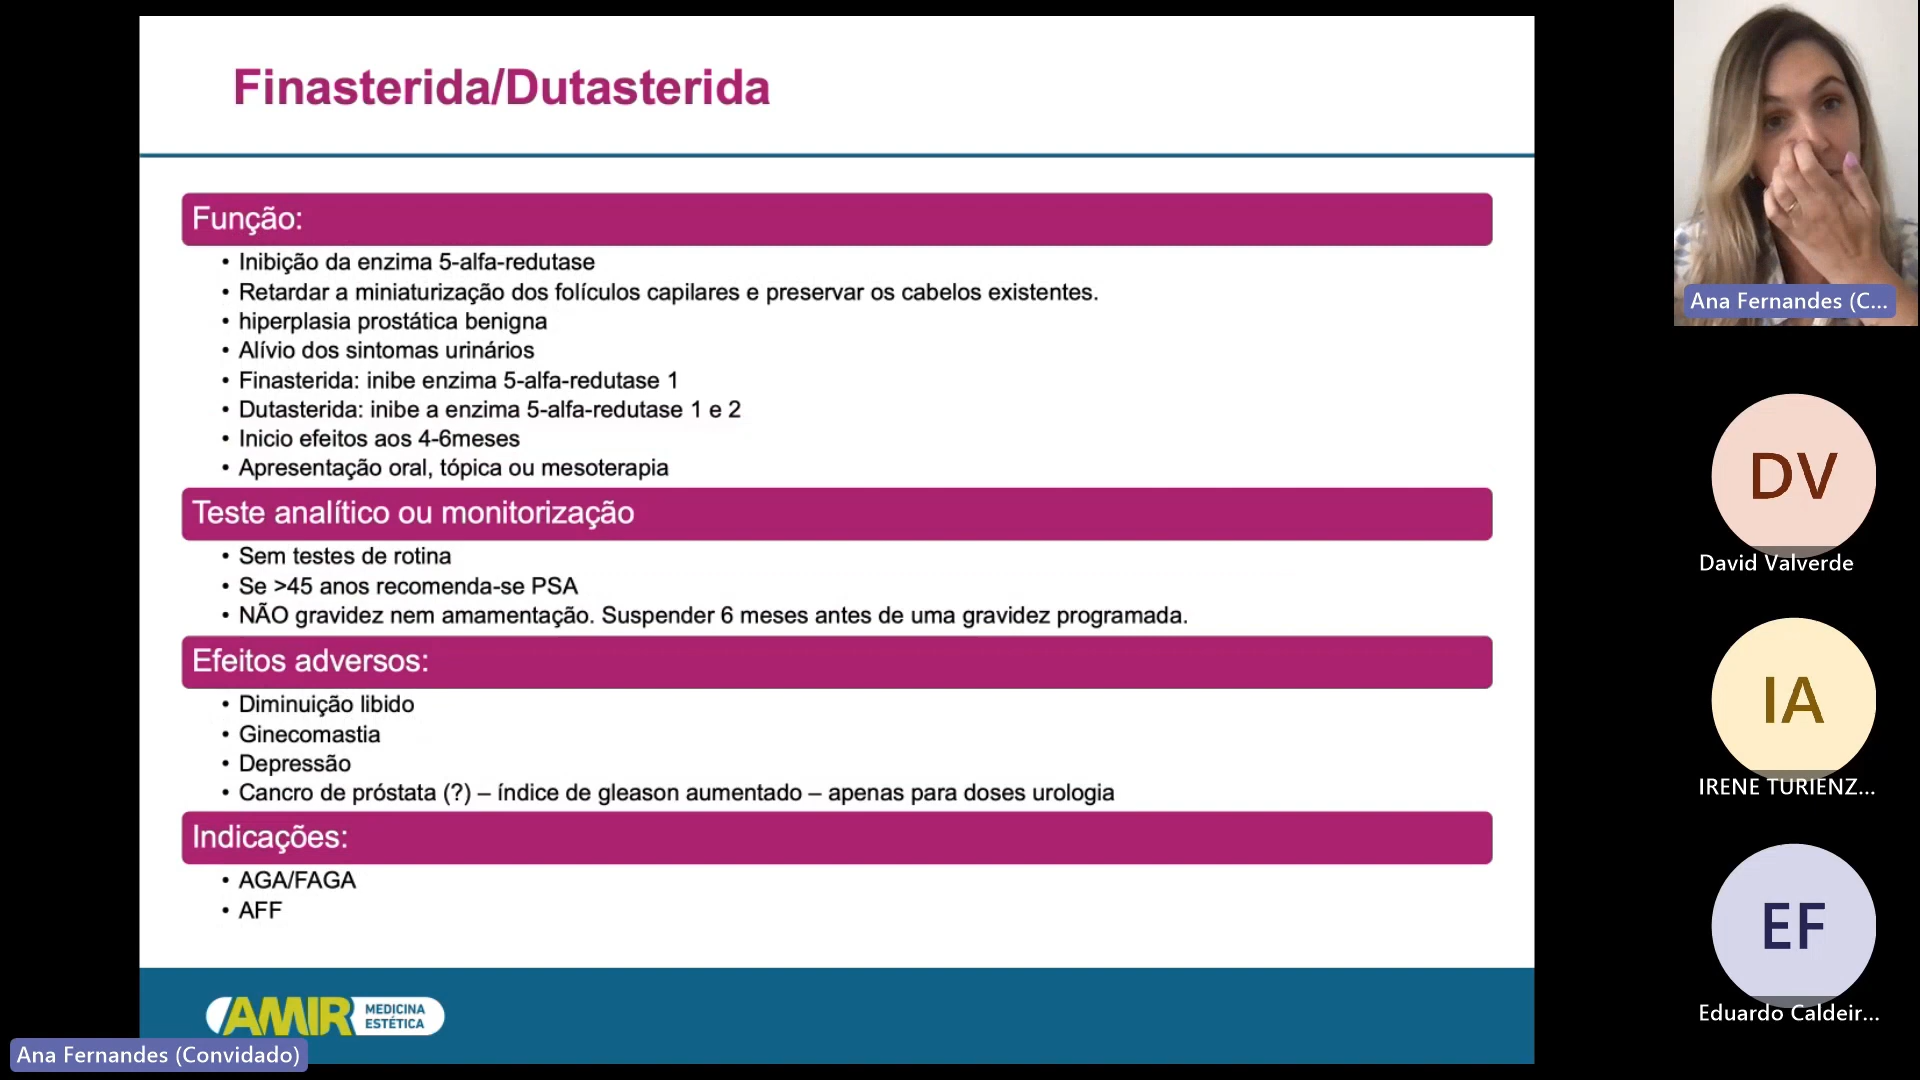 Finasterida/Dutasterida
Função:
• Inibição da enzima 5-alfa-redutase
• Retardar a miniaturização dos folículos capilares e preservar os cabelos existentes.
• hiperplasia prostática benigna
• Alívio dos sintomas urinários
• Finasterida: inibe enzima 5-alfa-redutase 1
• Dutasterida: inibe a enzima 5-alfa-redutase 1 e 2
• Inicio efeitos aos 4-6meses
• Apresentação oral, tópica ou mesoterapia
Teste analítico ou monitorização
• Sem testes de rotina
• Se >45 anos recomenda-se PSA
• NÃO gravidez nem amamentação. Suspender 6 meses antes de uma gravidez programada.
Efeitos adversos:
• Diminuição libido
• Ginecomastia
• Depressão
• Cancro de próstata (?) – índice de gleason aumentado – apenas para doses urologia
Indicações:
• AGA/FAGA
• AFF
AMIR MEDICINA
ESTÉTICA
Ana Fernandes (Convidado)
Ana Fernandes (C...
DV
David Valverde
IA
IRENE TURIENZ...
EF
Eduardo Caldeir...